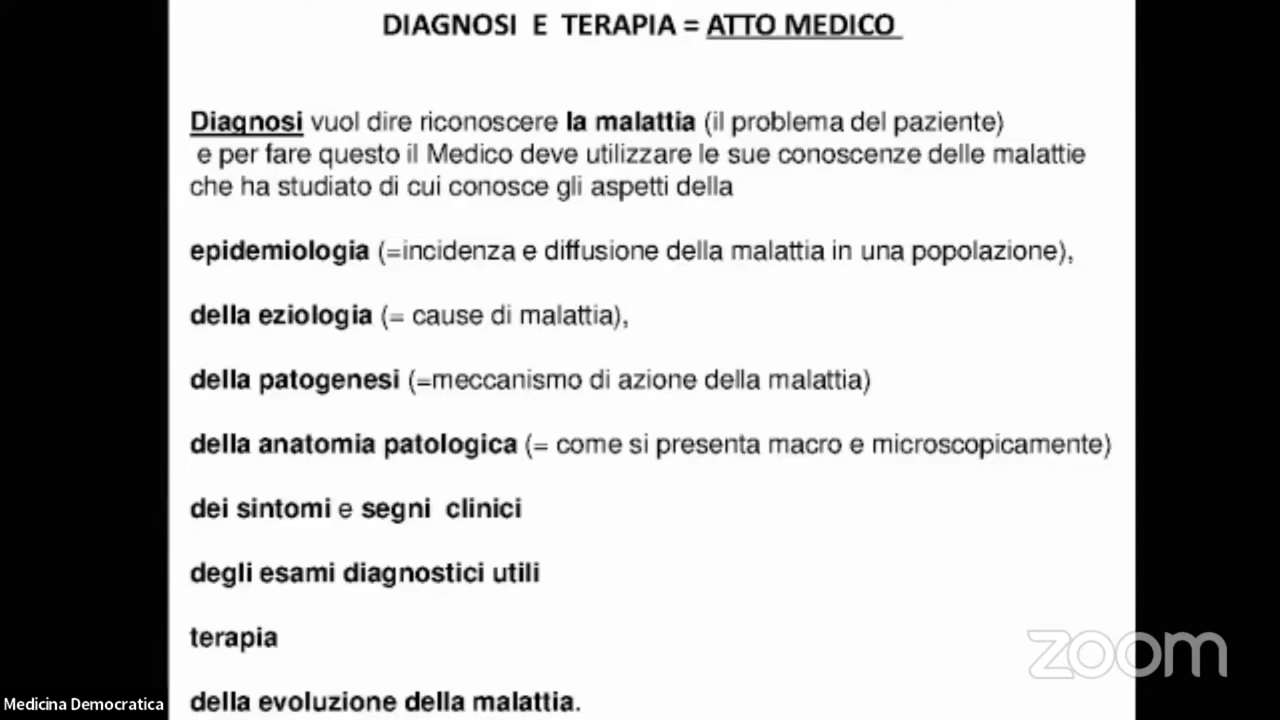 DIAGNOSI E TERAPIA = ATTO MEDICO
Diagnosi vuol dire riconoscere la malattia (il problema del paziente)
e per fare questo il Medico deve utilizzare le sue conoscenze delle malattie
che ha studiato di cui conosce gli aspetti della
epidemiologia (=incidenza e diffusione della malattia in una popolazione),
della eziologia (= cause di malattia),
della patogenesi (=meccanismo di azione della malattia)
della anatomia patologica (= come si presenta macro e microscopicamente)
dei sintomi e segni clinici
degli esami diagnostici utili
terapia
della evoluzione della malattia.
zoom
Medicina Democratica